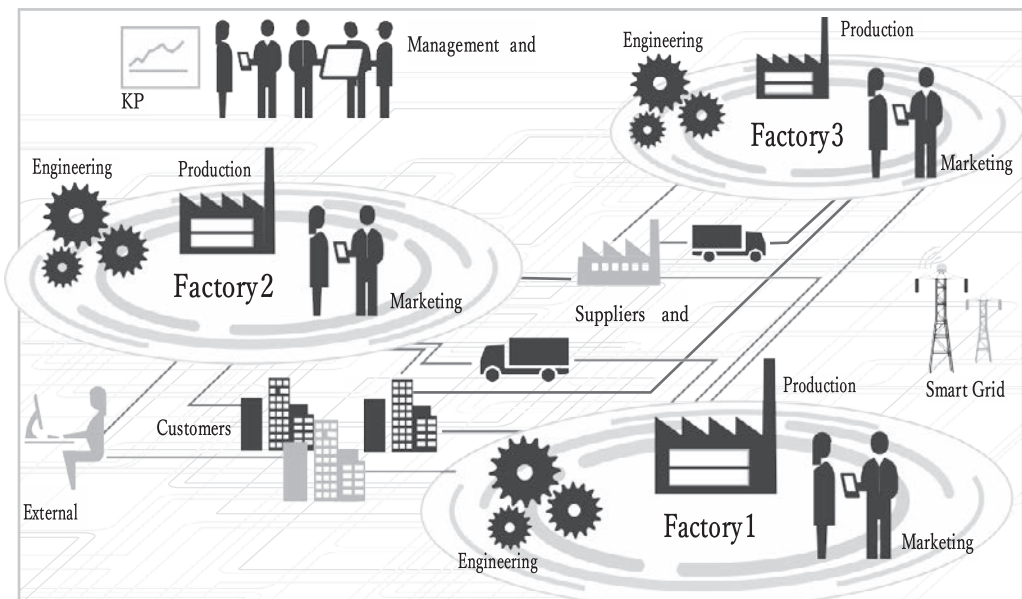 Management and
KP
Engineering
Production
Factory3
Marketing
Engineering
Production
Factory2
Marketing
Suppliers and
Smart Grid
Customers
External
Production
Factory1
Engineering
Marketing